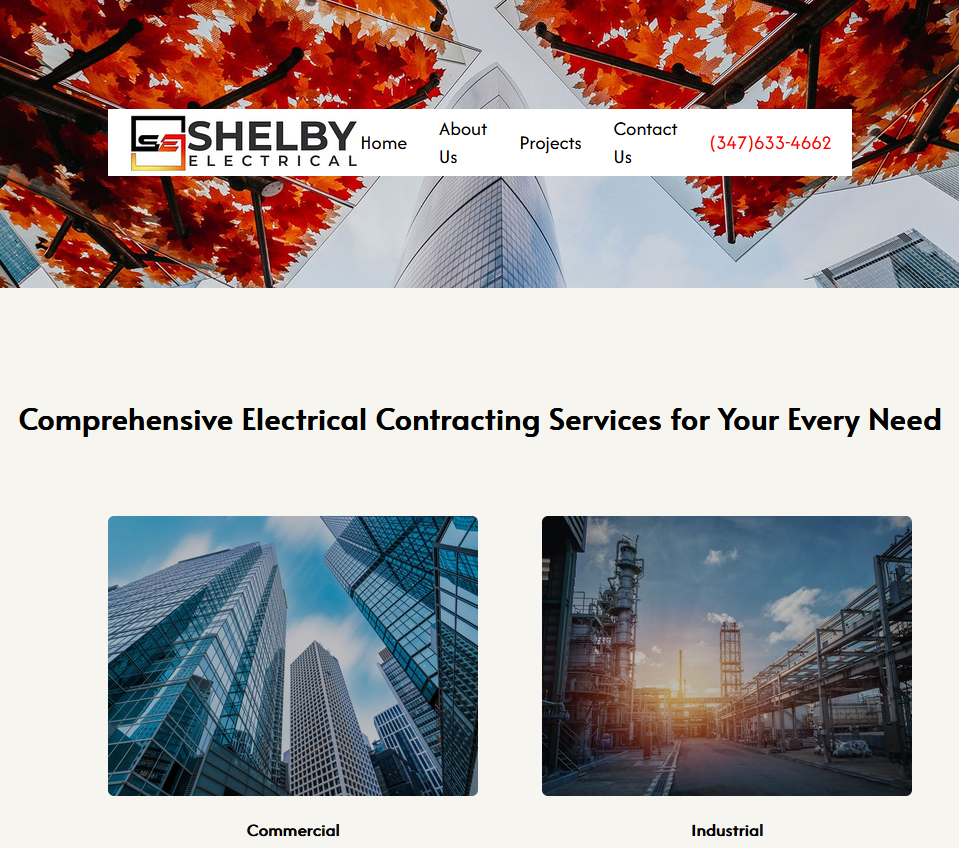 SHELBY
ELECTRICAL
Home
About
Us
Projects
Contact
Us
(347)633-4662
Comprehensive Electrical Contracting Services for Your Every Need
Commercial
Industrial